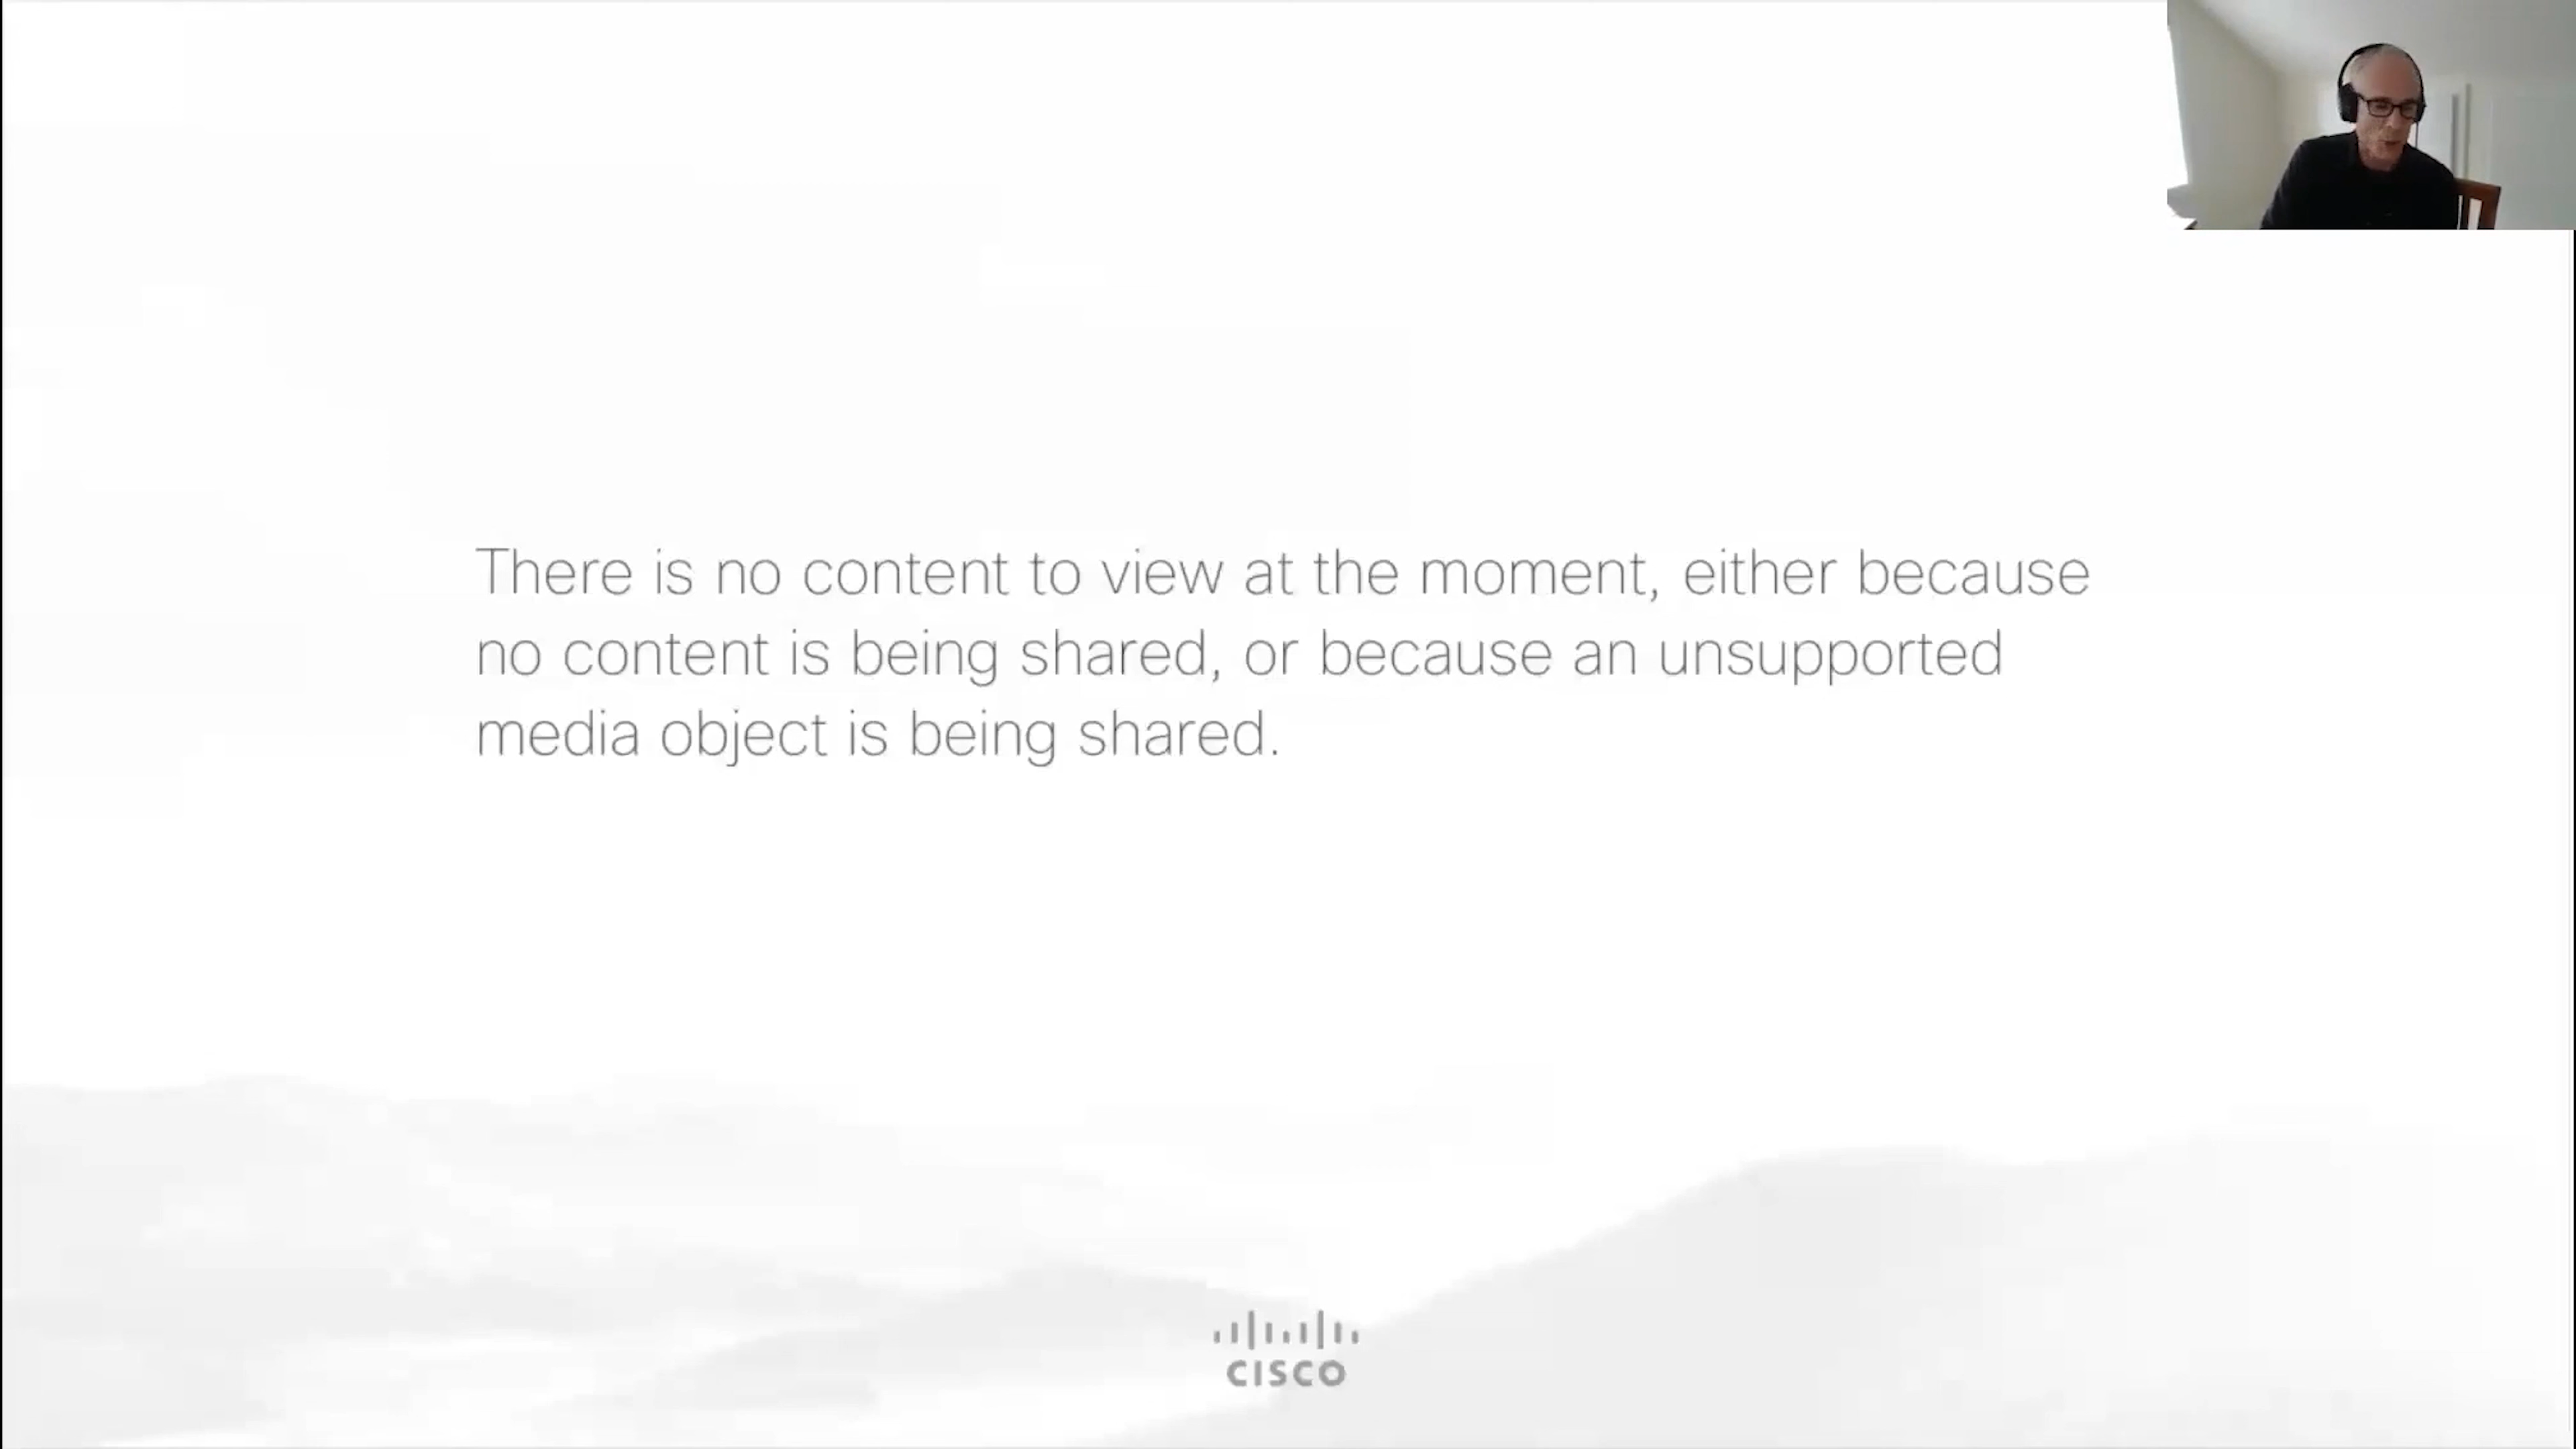 There is no content to view at the moment, either because
no content is being shared, or because an unsupported
media object is being shared.
CISCO